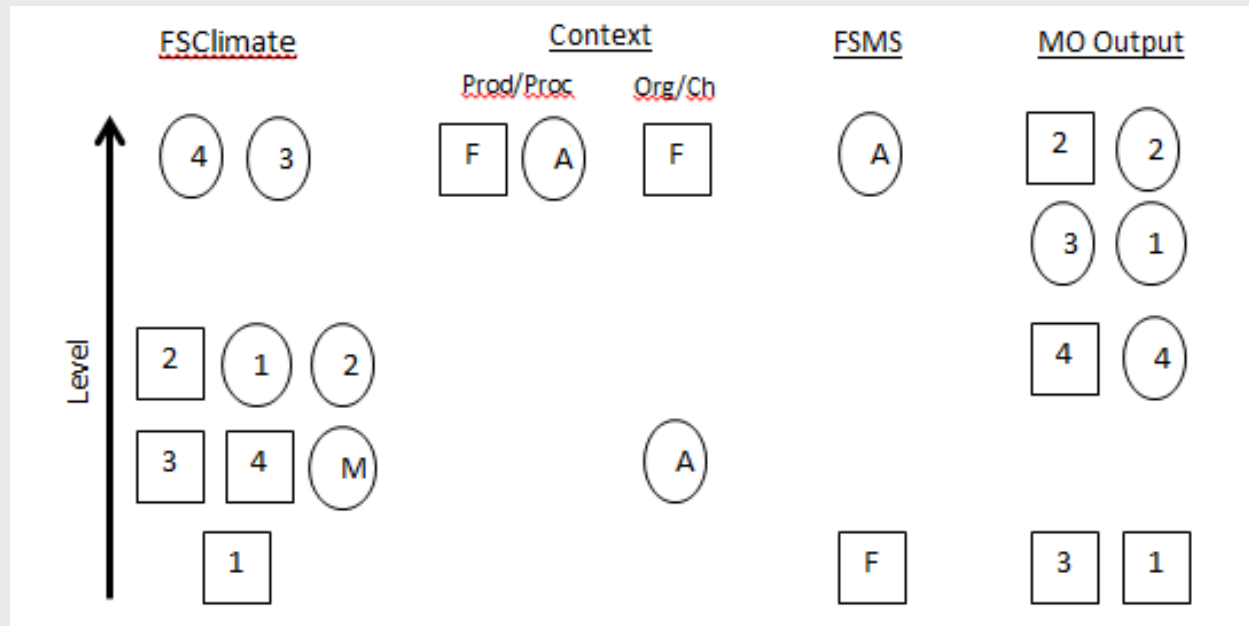 FSClimate Context FSMS MO Output
Prod/Proc Org/Ch
4 3 F A F A 2 2
3 1
Level
2 1 2 4 4
3 4 M A
1 F 3 1